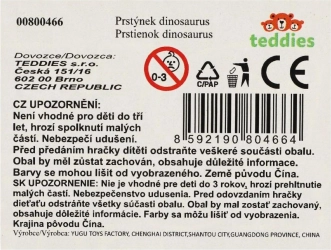 00800466
Prstýnek dinosaurus
Prstienok dinosaurus
teddies
Dovozce/Dovozca:
TEDDIES s.r.o.
Česká 151/16
602 00 Brno
CZECH REPUBLIC
0-3
C/PÁP
CE
CZ UPOZORNĚNÍ:
Není vhodné pro děti do tří
let, hrozí spolknutí malých
částí. Nebezpečí udušení.
8 592190 804664
Před předáním hračky dítěti odstraňte veškeré součásti obalu.
Obal by měl zůstat zachován, obsahuje důležité informace.
Barvy se mohou lišit od vyobrazení. Země původu Čína.
SK UPOZORNENIE: Nie je vhodné pre deti do 3 rokov, hrozí prehltnutie
malých častí. Nebezpečenstvo udusenia. Pred odovzdaním hračky
dieťaťu odstráňte všetky súčasti obalu. Obal by mal zostať
zachovaný, obsahuje dôležité informácie. Farby sa môžu líšiť od vyobrazenia.
Krajina pôvodu Čína.
Výrobce/Výrobca: YUGU TOYS FACTORY, CHENGHAI DISTRICT, SHANTOU CITY, GUANGDONG PROVINCE, CHINA